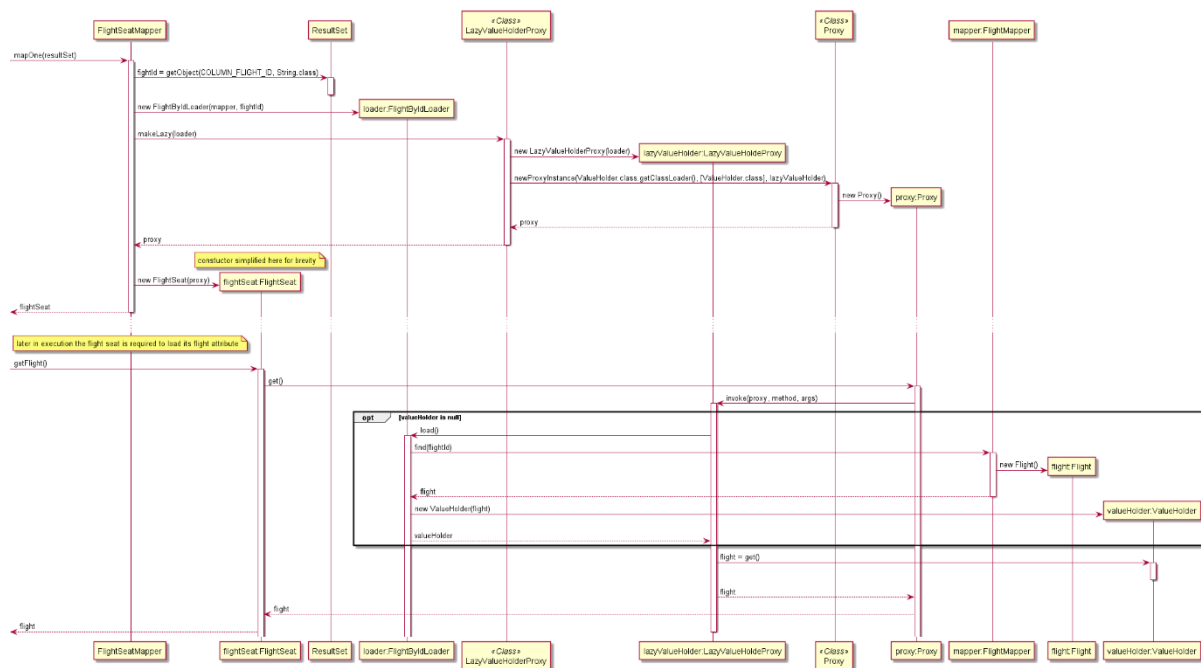 FlightSeatMapper
ResultSet
«Class»
LazyValueHolderProxy
«Class»
Proxy
mapper:FlightMapper
mapOne(resultSet)
fightId = getObject(COLUMN_FLIGHT_ID, String.class)
new FlightByIdLoader(mapper, flightId)
loader:FlightByIdLoader
makeLazy(loader)
new LazyValueHolderProxy(loader)
lazyValueHolder:LazyValueHoldeProxy
newProxyInstance(ValueHolder.class.getClassLoader(), [ValueHolder.class], lazyValueHolder)
new Proxy()
proxy:Proxy
proxy
proxy
constuctor simplified here for brevity
new FlightSeat(proxy)
flightSeat:FlightSeat
flightSeat
later in execution the flight seat is required to load its flight attribute
getFlight()
get()
invoke(proxy, method, args)
opt [valueHolder is null]
load()
find(flightId)
new Flight()
flight:Flight
flight
new ValueHolder(flight)
valueHolder:ValueHolder
valueHolder
flight = get()
flight
flight
flight
FlightSeatMapper
flightSeat:FlightSeat
ResultSet
loader:FlightByIdLoader
«Class»
LazyValueHolderProxy
lazyValueHolder:LazyValueHoldeProxy
«Class»
Proxy
proxy:Proxy
mapper:FlightMapper
flight:Flight
valueHolder:ValueHolder